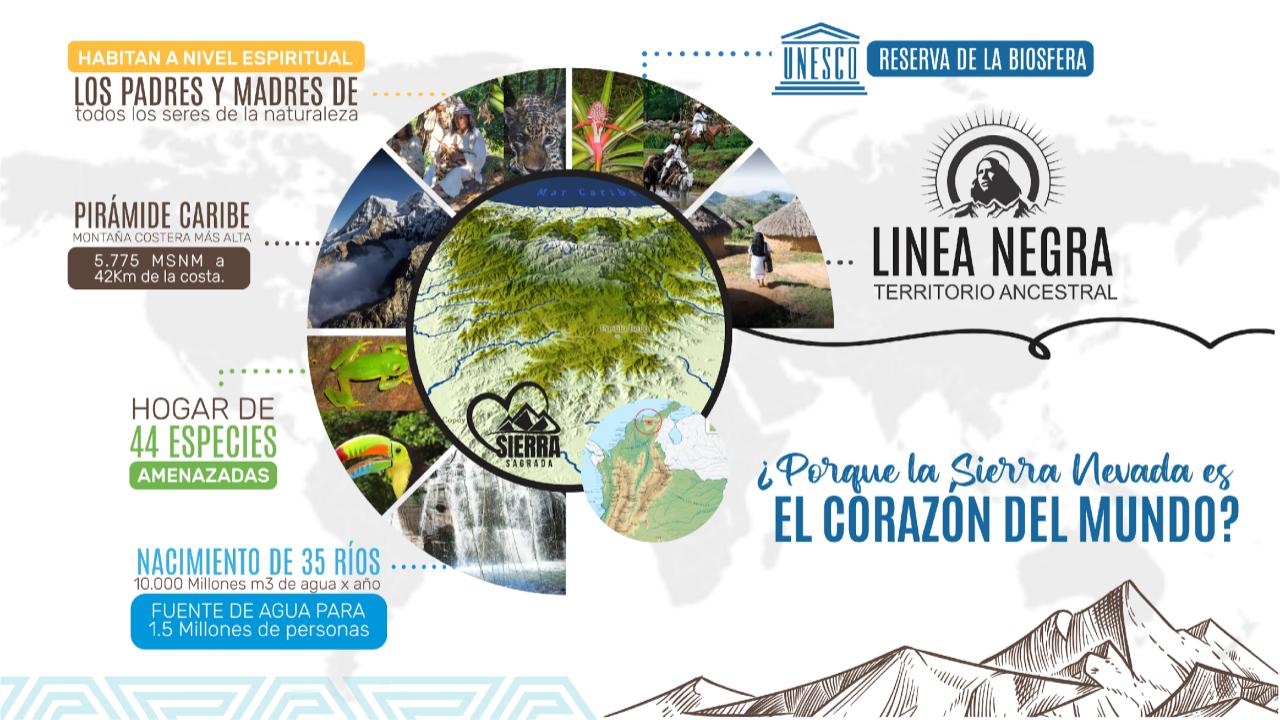 HABITAN A NIVEL ESPIRITUAL
LOS PADRES Y MADRES DE
todos los seres de la naturaleza
PIRÁMIDE CARIBE
MONTAÑA COSTERA MÁS ALTA
5.775 MSNM a
42Km de la costa.
HOGAR DE
44 ESPECIES
AMENAZADAS
NACIMIENTO DE 35 RÍOS
10.000 Millones m3 de agua x año
FUENTE DE AGUA PARA
1.5 Millones de personas
Mar Caribe
SIERRA
SAGRADA
UNESCO
RESERVA DE LA BIOSFERA
LINEA NEGRA
TERRITORIO ANCESTRAL
¿Porque la Sierra Nevada es
EL CORAZÓN DEL MUNDO?